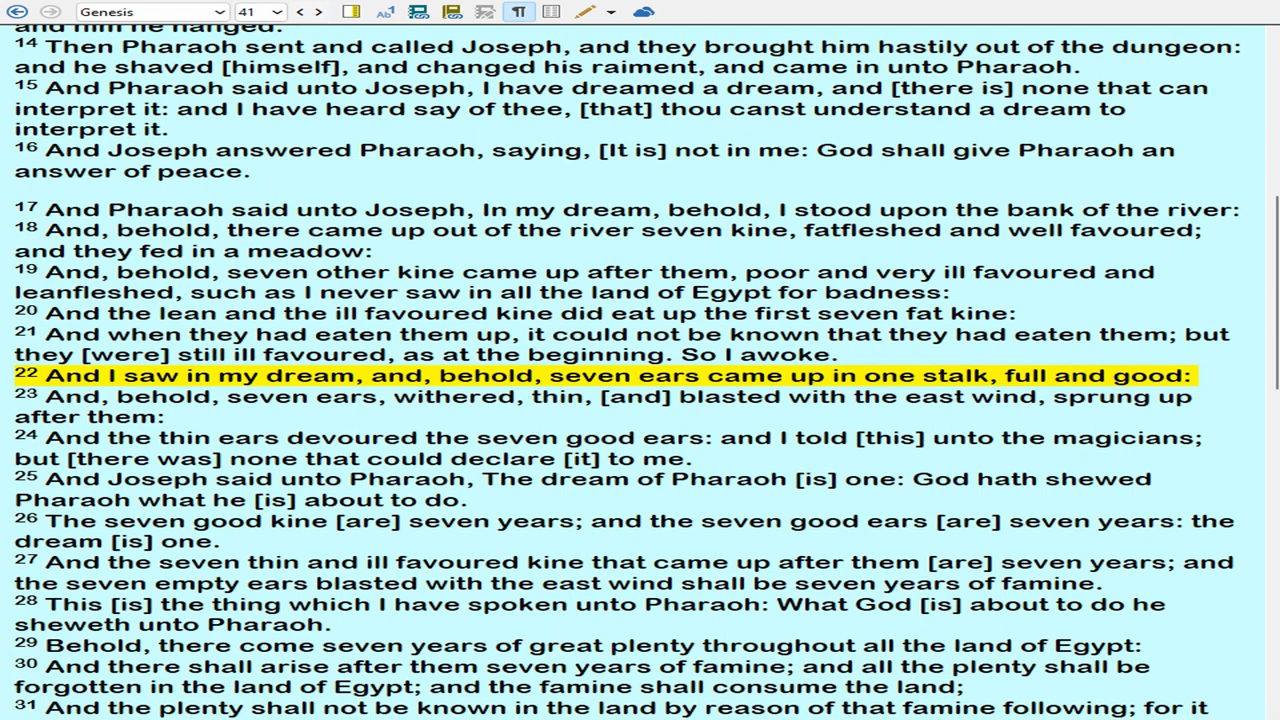 Genesis 41 < >
and him he hanged.
14 Then Pharaoh sent and called Joseph, and they brought him hastily out of the dungeon:
and he shaved [himself], and changed his raiment, and came in unto Pharaoh.
15 And Pharaoh said unto Joseph, I have dreamed a dream, and [there is] none that can
interpret it: and I have heard say of thee, [that] thou canst understand a dream to
interpret it.
16 And Joseph answered Pharaoh, saying, [It is] not in me: God shall give Pharaoh an
answer of peace.
17 And Pharaoh said unto Joseph, In my dream, behold, I stood upon the bank of the river:
18 And, behold, there came up out of the river seven kine, fatfleshed and well favoured;
and they fed in a meadow:
19 And, behold, seven other kine came up after them, poor and very ill favoured and
leanfleshed, such as I never saw in all the land of Egypt for badness:
20 And the lean and the ill favoured kine did eat up the first seven fat kine:
21 And when they had eaten them up, it could not be known that they had eaten them; but
they [were] still ill favoured, as at the beginning. So I awoke.
22 And I saw in my dream, and, behold, seven ears came up in one stalk, full and good:
23 And, behold, seven ears, withered, thin, [and] blasted with the east wind, sprung up
after them:
24 And the thin ears devoured the seven good ears: and I told [this] unto the magicians;
but [there was] none that could declare [it] to me.
25 And Joseph said unto Pharaoh, The dream of Pharaoh [is] one: God hath shewed
Pharaoh what he [is] about to do.
26 The seven good kine [are] seven years; and the seven good ears [are] seven years: the
dream [is] one.
27 And the seven thin and ill favoured kine that came up after them [are] seven years; and
the seven empty ears blasted with the east wind shall be seven years of famine.
28 This [is] the thing which I have spoken unto Pharaoh: What God [is] about to do he
sheweth unto Pharaoh.
29 Behold, there come seven years of great plenty throughout all the land of Egypt:
30 And there shall arise after them seven years of famine; and all the plenty shall be
forgotten in the land of Egypt; and the famine shall consume the land;
31 And the plenty shall not be known in the land by reason of that famine following; for it